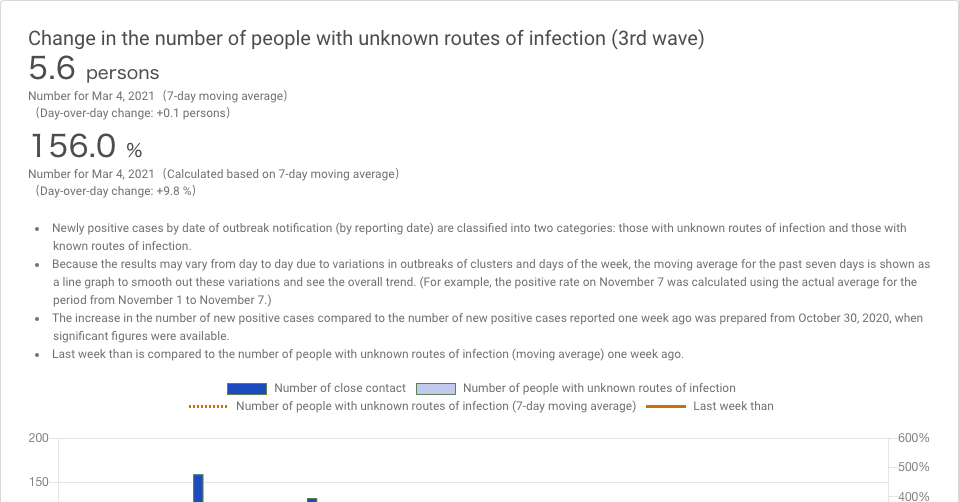 Change in the number of people with unknown routes of infection (3rd wave)
5.6 persons
Number for Mar 4, 2021（7-day moving average）
（Day-over-day change: +0.1 persons）
156.0 %
Number for Mar 4, 2021（Calculated based on 7-day moving average）
（Day-over-day change: +9.8 %）
• Newly positive cases by date of outbreak notification (by reporting date) are classified into two categories: those with unknown routes of infection and those with
known routes of infection.
• Because the results may vary from day to day due to variations in outbreaks of clusters and days of the week, the moving average for the past seven days is shown as
a line graph to smooth out these variations and see the overall trend. (For example, the positive rate on November 7 was calculated using the actual average for the
period from November 1 to November 7.)
• The increase in the number of new positive cases compared to the number of new positive cases reported one week ago was prepared from October 30, 2020, when
significant figures were available.
• Last week than is compared to the number of people with unknown routes of infection (moving average) one week ago.
Number of close contact Number of people with unknown routes of infection
Number of people with unknown routes of infection (7-day moving average) Last week than
200 600%
500%
150
400%